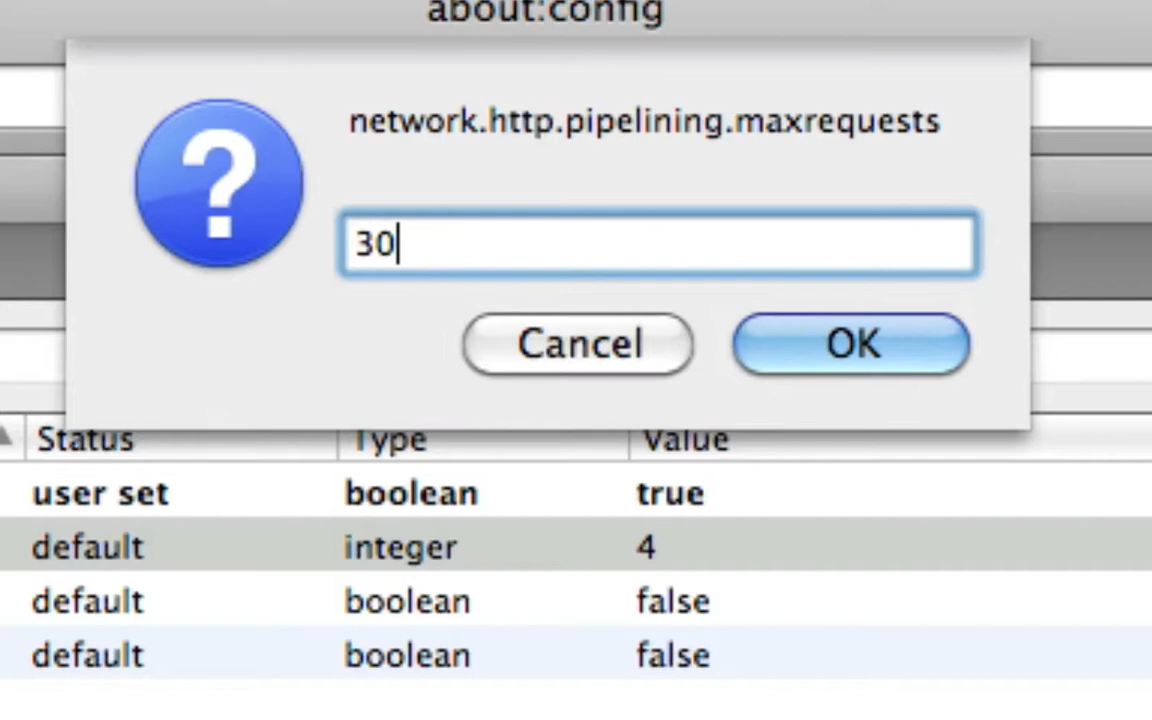 about:config
network.http.pipelining.maxrequests
30
Cancel OK
Status Type Value
user set boolean true
default integer 4
default boolean false
default boolean false